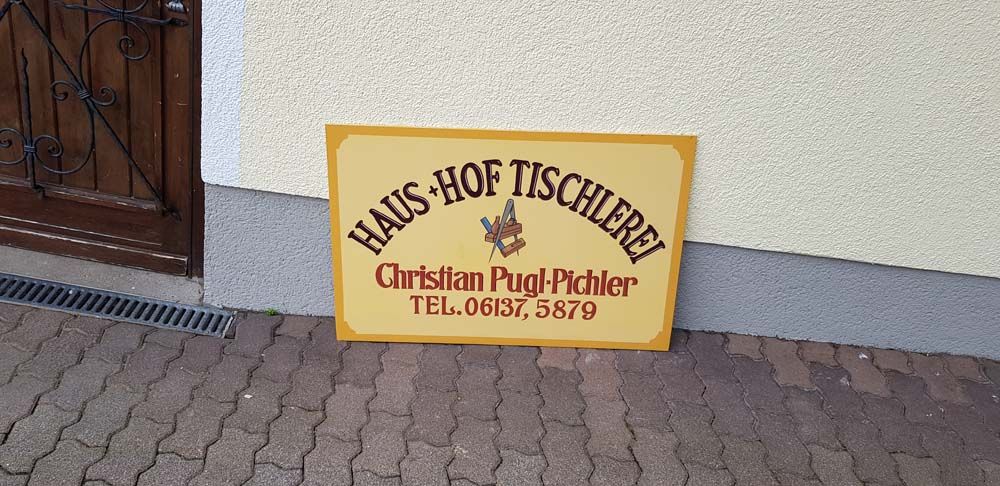 HAUS + HOF TISCHLEREI
Christian Pugl-Pichler
TEL. 06137, 5879